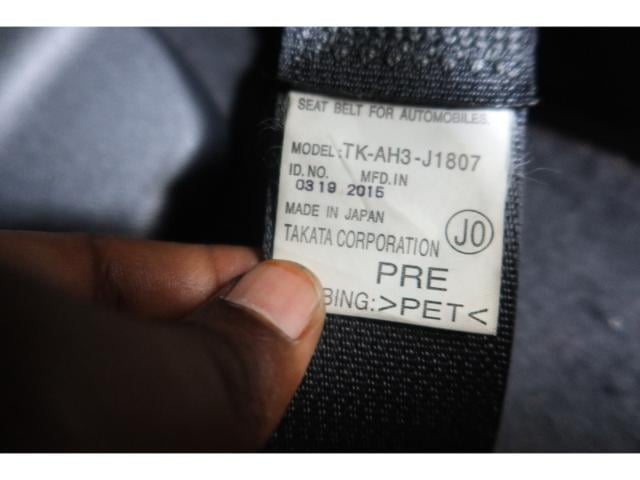 SEAT BELT FOR AUTOMOBILES.
MODEL:TK-AH3-J1807
ID.NO. MFD.IN
0319 2015
MADE IN JAPAN
TAKATA CORPORATION
J0
PRE
BING:>PET<